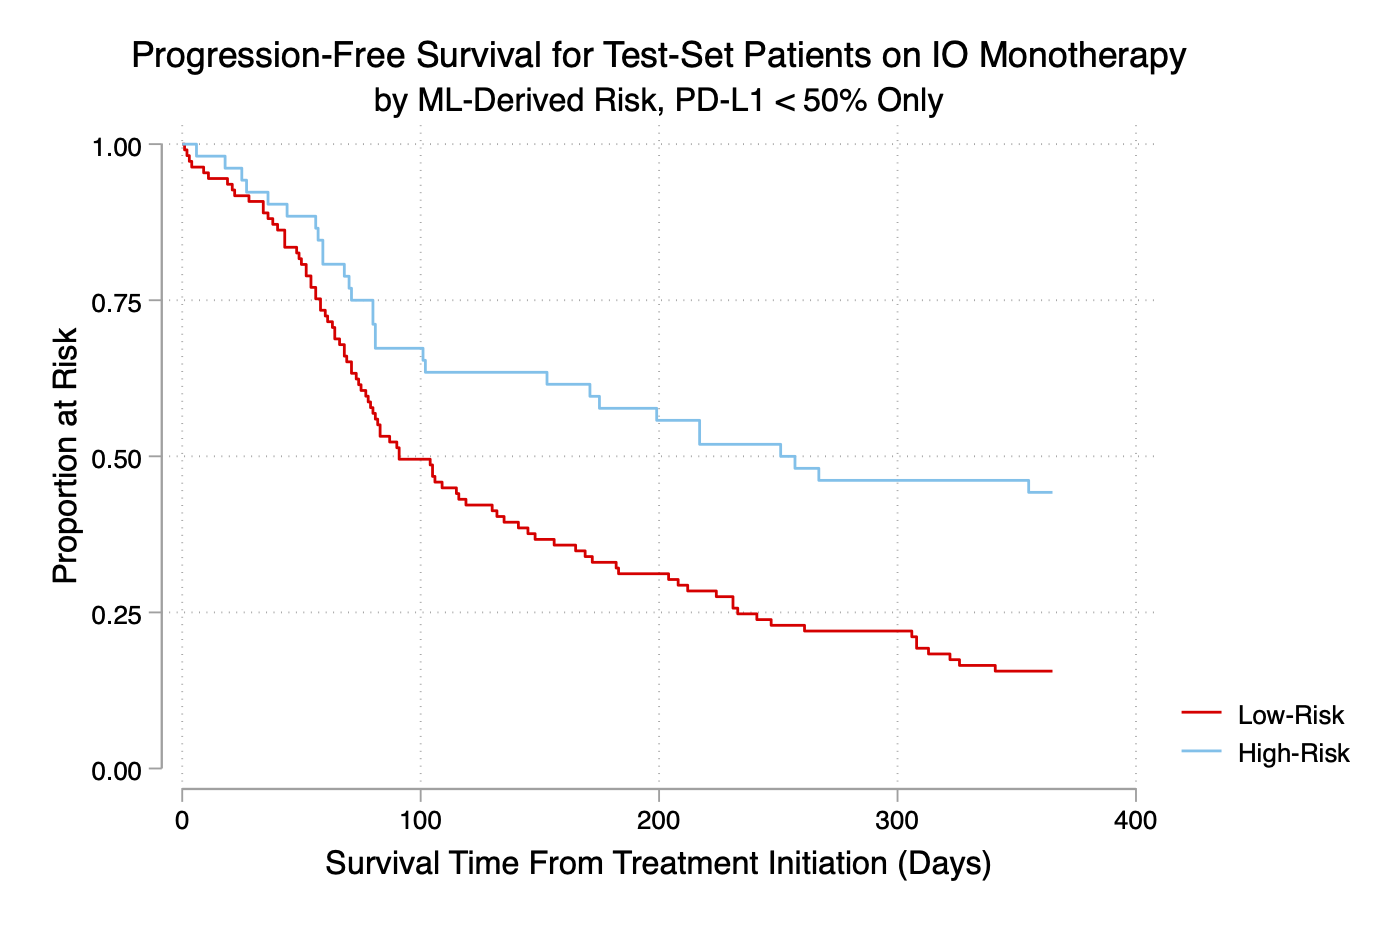 Progression-Free Survival for Test-Set Patients on IO Monotherapy
by ML-Derived Risk, PD-L1 < 50% Only
1.00
0.75
0.50
0.25
0.00
Proportion at Risk
0 100 200 300 400
Survival Time From Treatment Initiation (Days)
Low-Risk
High-Risk